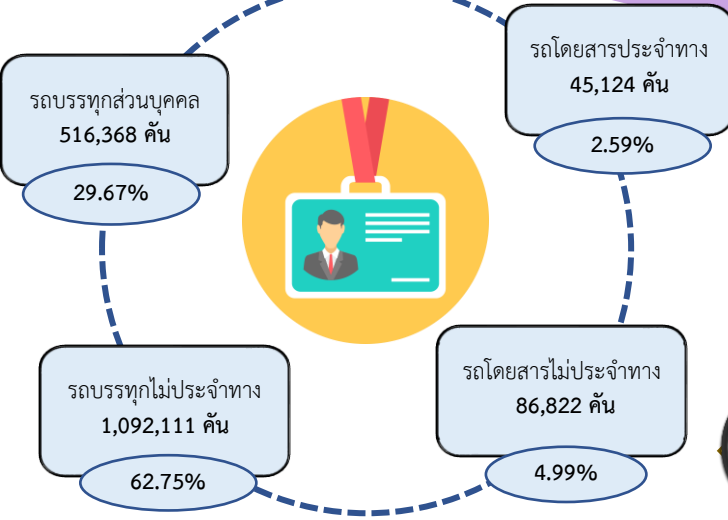 รถโดยสารประจำทาง
45,124 คัน
2.59%
รถบรรทุกส่วนบุคคล
516,368 คัน
29.67%
รถบรรทุกไม่ประจำทาง
1,092,111 คัน
62.75%
รถโดยสารไม่ประจำทาง
86,822 คัน
4.99%